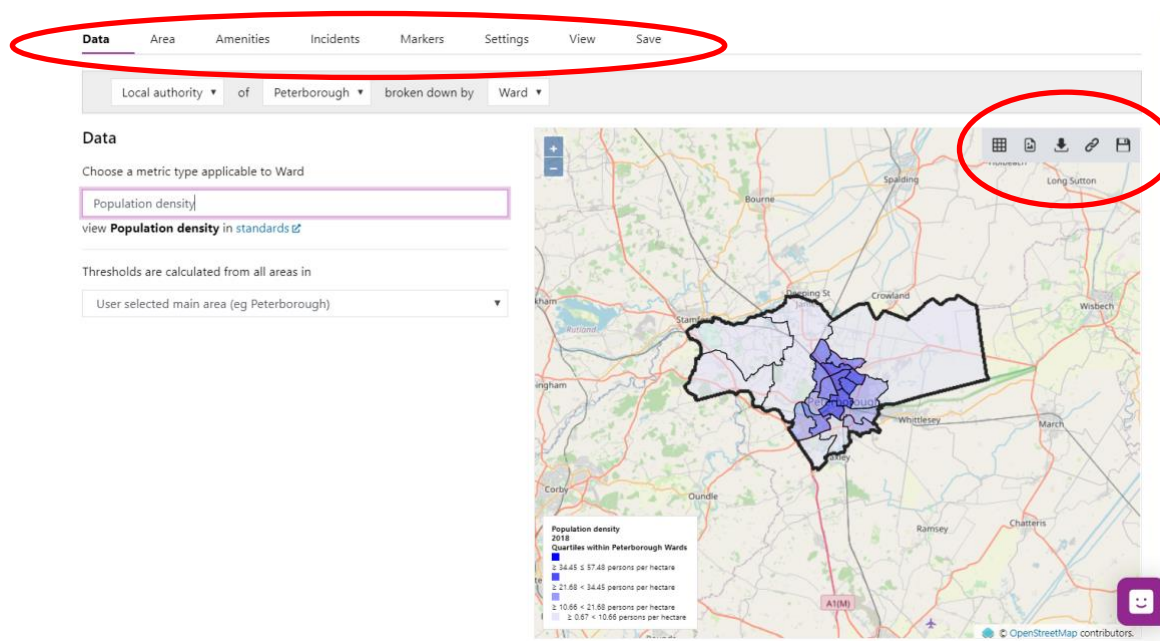 Data Area Amenities Incidents Markers Settings View Save
Local authority of Peterborough broken down by Ward
Data
Choose a metric type applicable to Ward
Population density
view Population density in standards
Thresholds are calculated from all areas in
User selected main area (eg Peterborough)
+
−
Spalding
Long Sutton
Bourne
Deeping St
Crowland
Wisbech
Rutland
Peterborough
Whittlesey
March
Corby
Oundle
Ramsey
Chatteris
A1(M)
Population density
2018
Quartiles within Peterborough Wards
≥ 34.45 ≤ 57.48 persons per hectare
≥ 21.68 < 34.45 persons per hectare
≥ 10.66 < 21.68 persons per hectare
≥ 0.67 < 10.66 persons per hectare
© OpenStreetMap contributors.